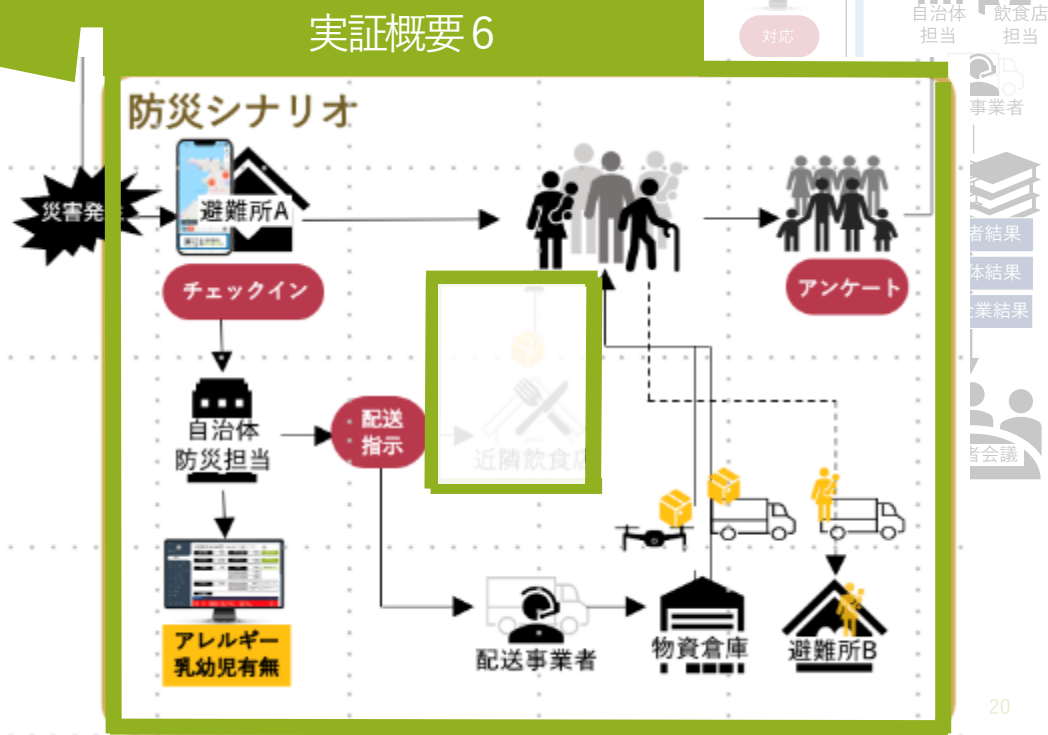 実証概要6
対応
自治体
担当
飲食店
担当
事業者
防災シナリオ
災害発
避難所A
チェックイン
アンケート
者結果
体結果
企業結果
自治体
防災担当
配送
指示
近隣飲食店
者会議
アレルギー
乳幼児有無
配送事業者
物資倉庫
避難所B
20